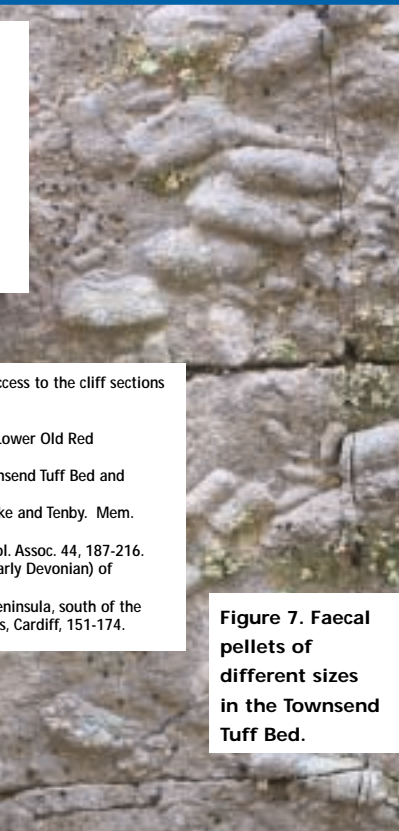 ccess to the cliff sections
Lower Old Red
nsend Tuff Bed and
ke and Tenby. Mem.
ol. Assoc. 44, 187-216.
arly Devonian) of
eninsula, south of the
s, Cardiff, 151-174.
Figure 7. Faecal
pellets of
different sizes
in the Townsend
Tuff Bed.